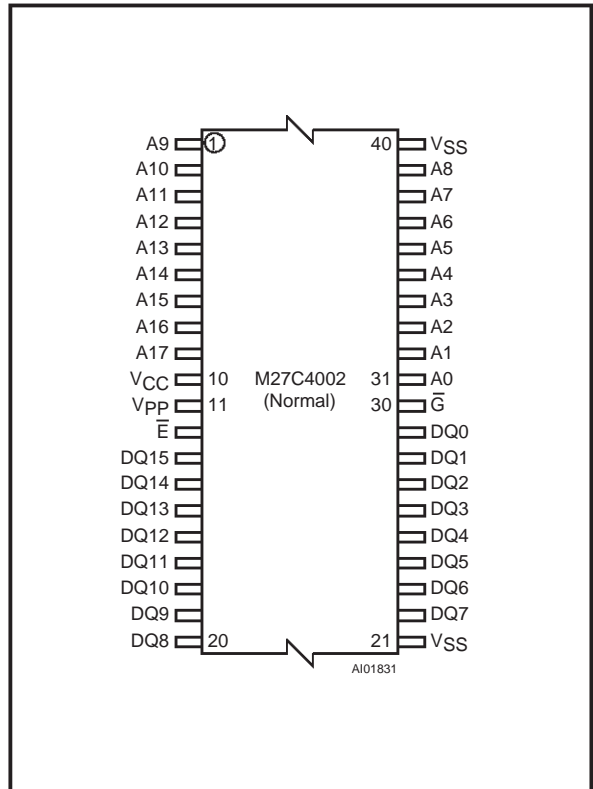 A9 1 40 VSS
A10 A8
A11 A7
A12 A6
A13 A5
A14 A4
A15 A3
A16 A2
A17 A1
VCC 10 M27C4002 31 A0
VPP 11 (Normal) 30 G̅
E̅ DQ0
DQ15 DQ1
DQ14 DQ2
DQ13 DQ3
DQ12 DQ4
DQ11 DQ5
DQ10 DQ6
DQ9 DQ7
DQ8 20 21 VSS
AI01831